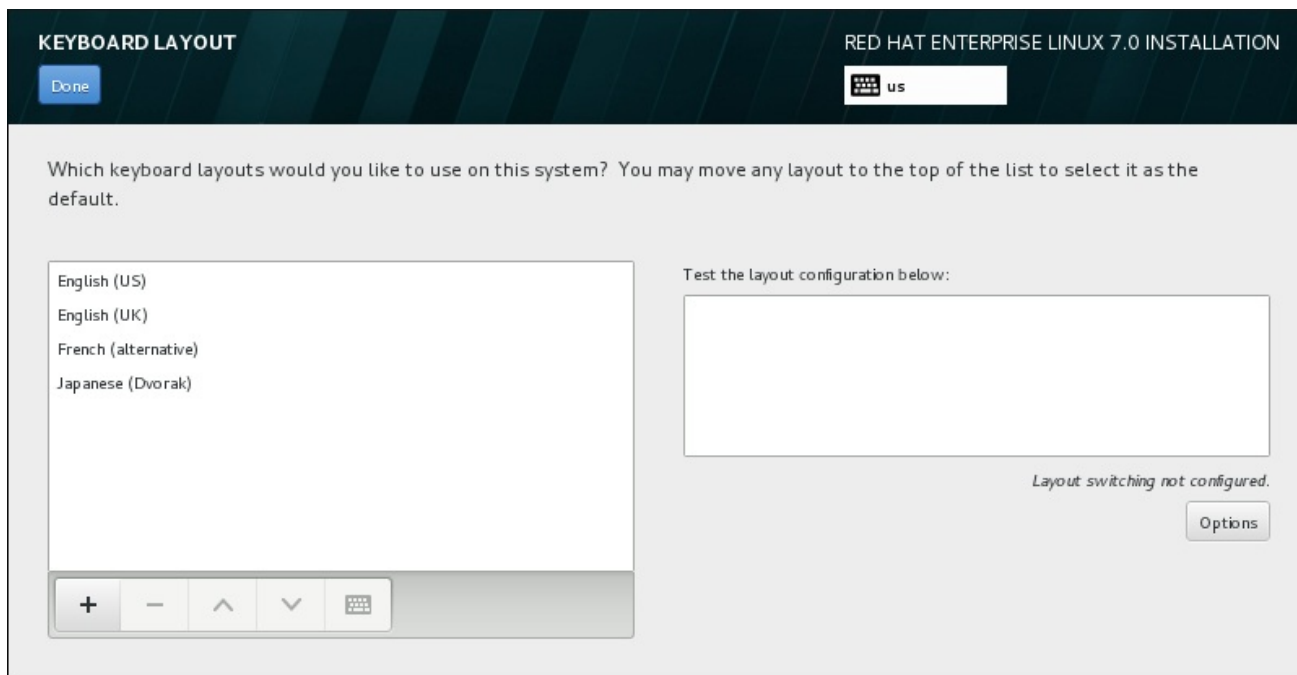 KEYBOARD LAYOUT
RED HAT ENTERPRISE LINUX 7.0 INSTALLATION
Done
us
Which keyboard layouts would you like to use on this system? You may move any layout to the top of the list to select it as the
default.
English (US)
English (UK)
French (alternative)
Japanese (Dvorak)
Test the layout configuration below:
Layout switching not configured.
Options